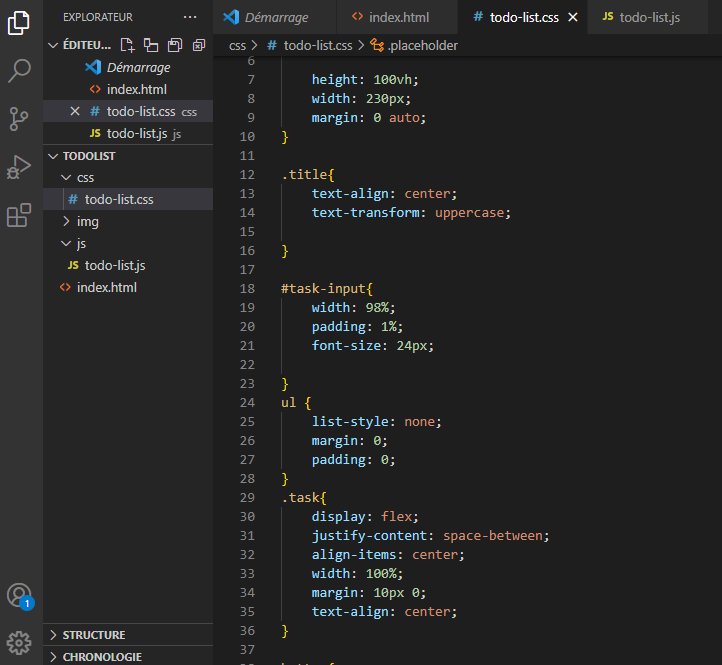 EXPLORATEUR ···
ÉDITEU...
Démarrage
index.html
todo-list.css css
JS todo-list.js js
TODOLIST
css
# todo-list.css
img
js
JS todo-list.js
index.html
1
STRUCTURE
CHRONOLOGIE
Démarrage index.html # todo-list.css JS todo-list.js
css > # todo-list.css > .placeholder
6
7 height: 100vh;
8 width: 230px;
9 margin: 0 auto;
10 }
11
12 .title{
13 text-align: center;
14 text-transform: uppercase;
15
16 }
17
18 #task-input{
19 width: 98%;
20 padding: 1%;
21 font-size: 24px;
22
23 }
24 ul {
25 list-style: none;
26 margin: 0;
27 padding: 0;
28 }
29 .task{
30 display: flex;
31 justify-content: space-between;
32 align-items: center;
33 width: 100%;
34 margin: 10px 0;
35 text-align: center;
36 }
37